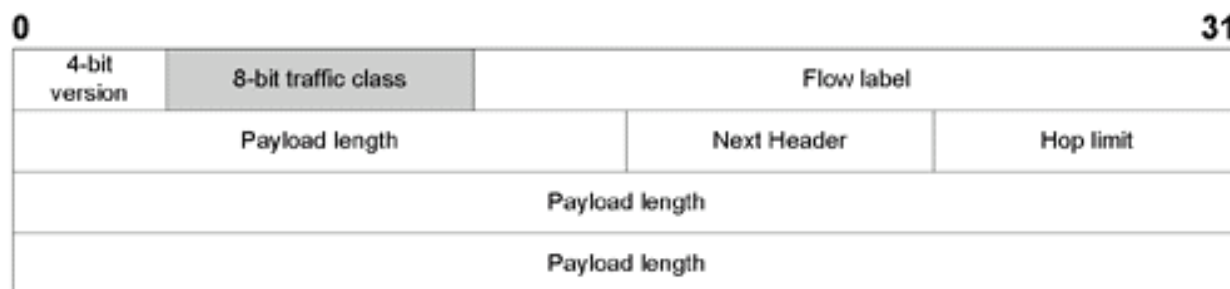 0 31
4-bit version 8-bit traffic class Flow label
Payload length Next Header Hop limit
Payload length
Payload length